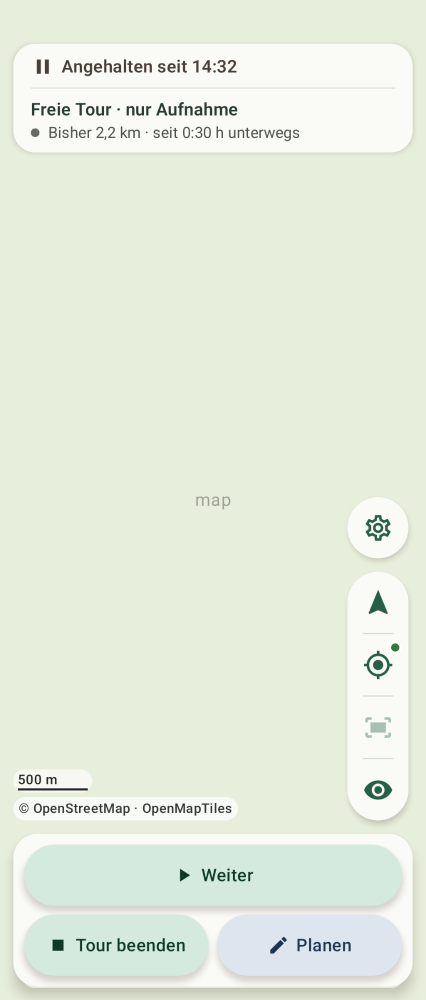 Angehalten seit 14:32
Freie Tour · nur Aufnahme
Bisher 2,2 km · seit 0:30 h unterwegs
map
500 m
© OpenStreetMap · OpenMapTiles
Weiter
Tour beenden
Planen